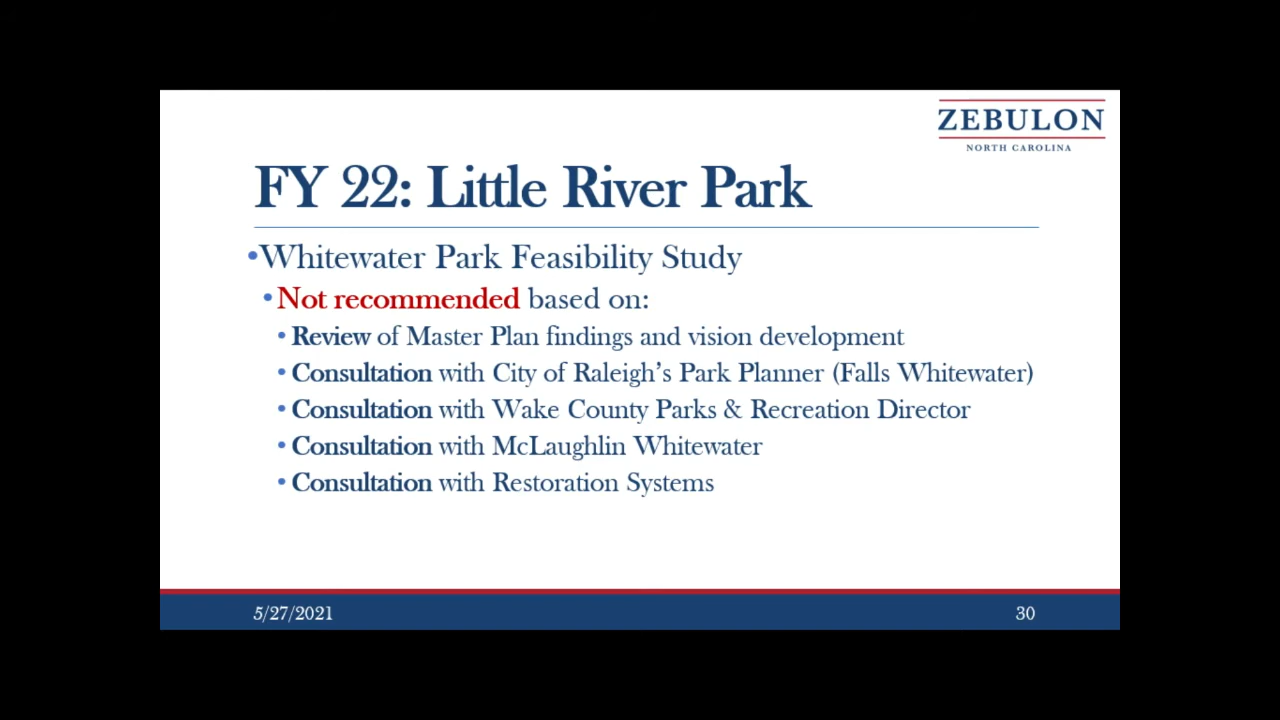 ZEBULON
NORTH CAROLINA
FY 22: Little River Park
•Whitewater Park Feasibility Study
•Not recommended based on:
•Review of Master Plan findings and vision development
•Consultation with City of Raleigh’s Park Planner (Falls Whitewater)
•Consultation with Wake County Parks & Recreation Director
•Consultation with McLaughlin Whitewater
•Consultation with Restoration Systems
5/27/2021
30